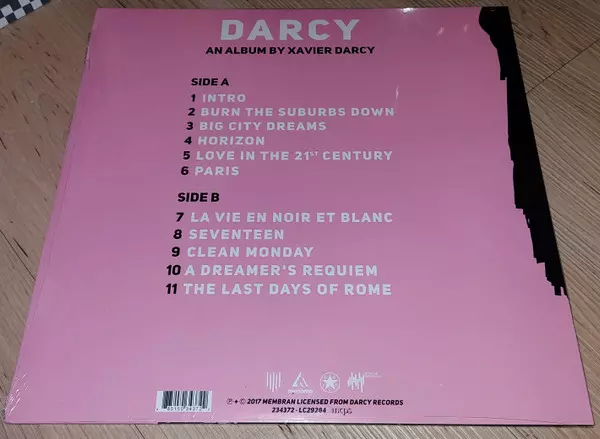 DARCY
AN ALBUM BY XAVIER DARCY
SIDE A
1 INTRO
2 BURN THE SUBURBS DOWN
3 BIG CITY DREAMS
4 HORIZON
5 LOVE IN THE 21ST CENTURY
6 PARIS
SIDE B
7 LA VIE EN NOIR ET BLANC
8 SEVENTEEN
9 CLEAN MONDAY
10 A DREAMER'S REQUIEM
11 THE LAST DAYS OF ROME
℗ + © 2017 MEMBRAN LICENSED FROM DARCY RECORDS
234372 · LC29284 mcps